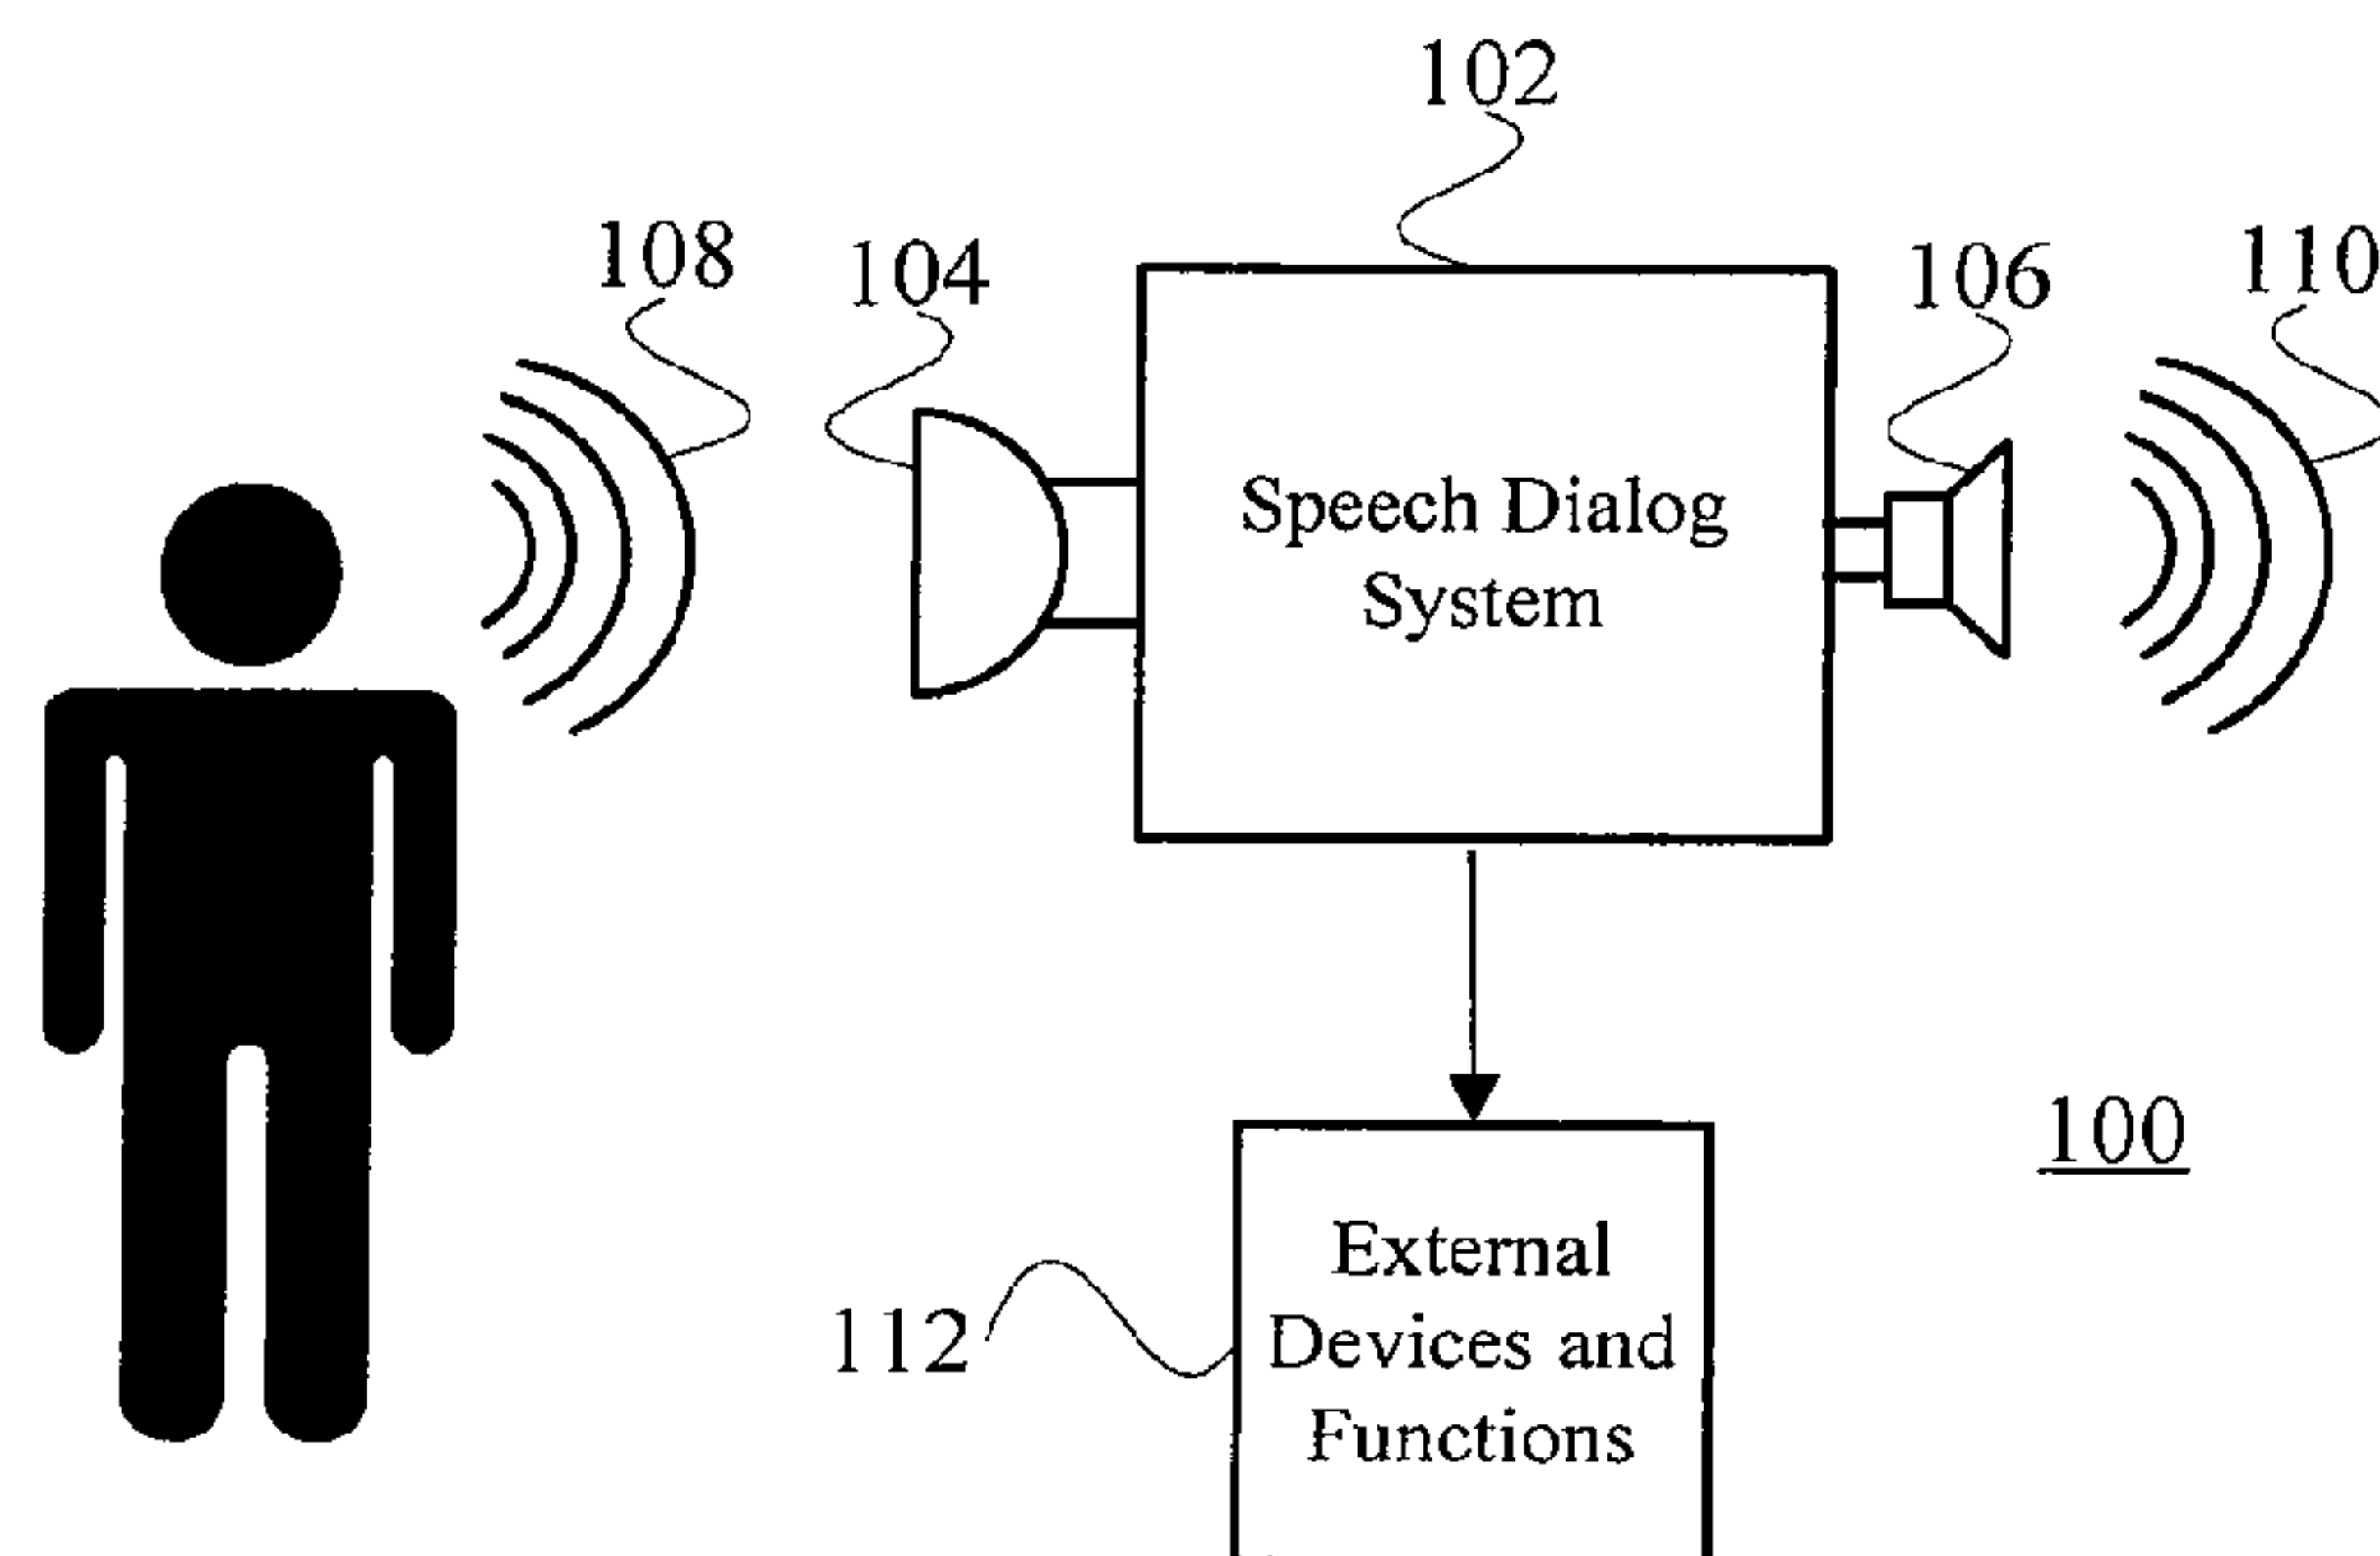 102
108
104
106
110
Speech Dialog
System
100
External
Devices and
Functions
112